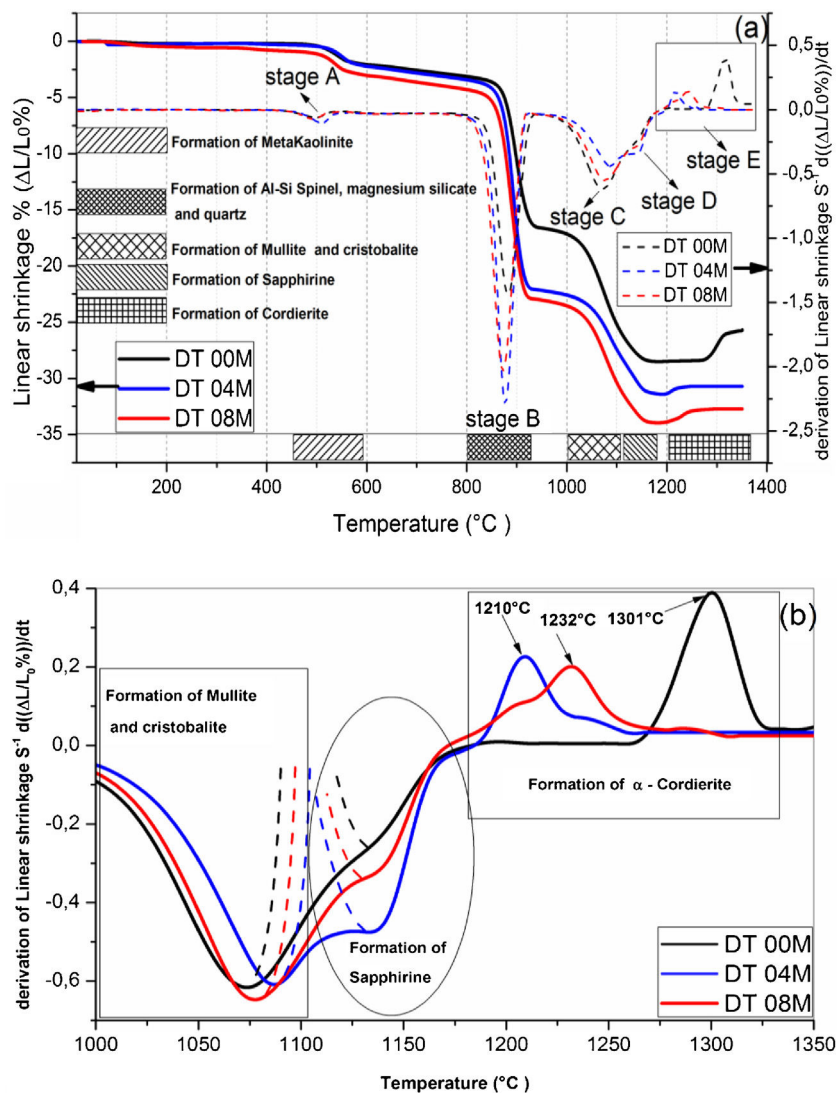 (a)
0
-5
-10
-15
-20
-25
-30
-35
Linear shrinkage % (ΔL/L0%)
0,5
0,0
-0,5
-1,0
-1,5
-2,0
-2,5
derivation of Linear shrinkage S⁻¹ d((ΔL/L0%))/dt
stage A
stage E
Formation of MetaKaolinite
Formation of Al-Si Spinel, magnesium silicate
and quartz
stage C
stage D
Formation of Mullite and cristobalite
Formation of Sapphirine
Formation of Cordierite
DT 00M
DT 04M
DT 08M
DT 00M
DT 04M
DT 08M
stage B
200
400
600
800
1000
1200
1400
Temperature (°C )
(b)
0,4
0,2
0,0
-0,2
-0,4
-0,6
derivation of Linear shrinkage S⁻¹ d((ΔL/L₀%))/dt
1210°C
1232°C
1301°C
Formation of Mullite
and cristobalite
Formation of α - Cordierite
Formation of
Sapphirine
DT 00M
DT 04M
DT 08M
1000
1050
1100
1150
1200
1250
1300
1350
Temperature (°C )